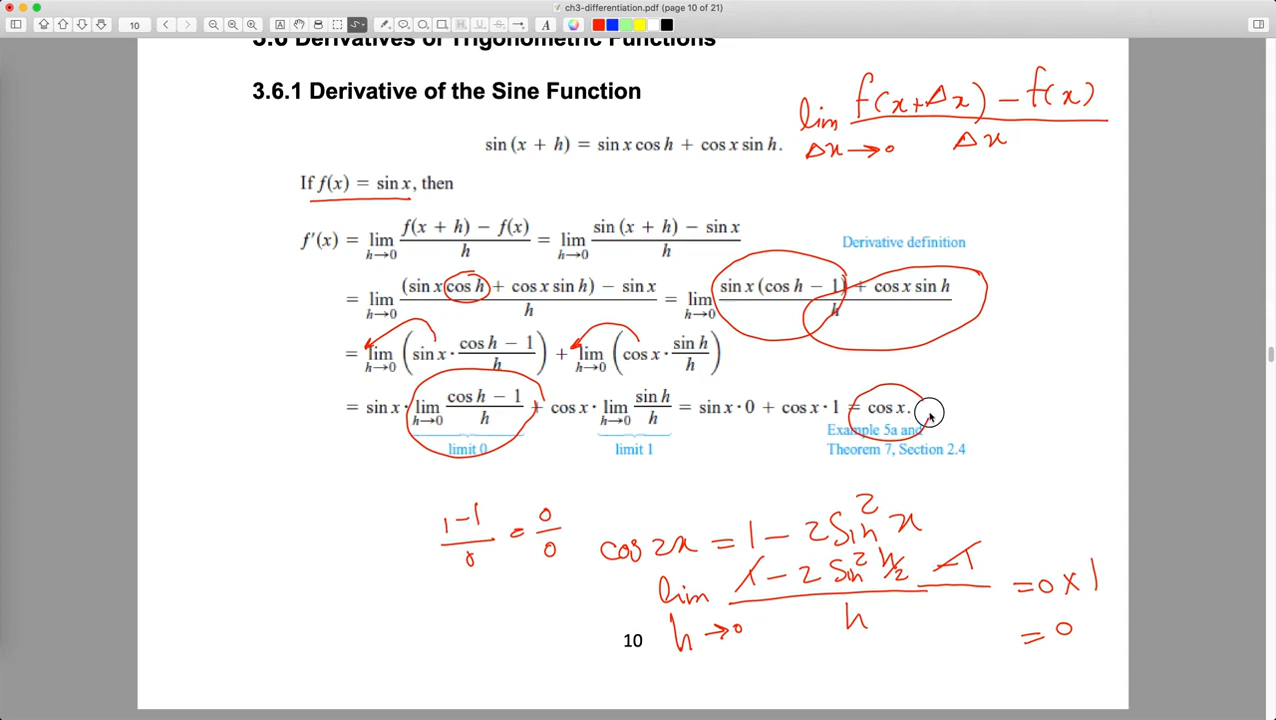 ch3-differentiation.pdf (page 10 of 21)
10
3.6 Derivatives of Trigonometric Functions
3.6.1 Derivative of the Sine Function
lim Δx→0 (f(x+Δx) − f(x)) / Δx
sin (x + h) = sin x cos h + cos x sin h.
If f(x) = sin x, then
f′(x) = lim h→0 (f(x + h) − f(x)) / h = lim h→0 (sin (x + h) − sin x) / h
Derivative definition
= lim h→0 ((sin x cos h + cos x sin h) − sin x) / h = lim h→0 (sin x (cos h − 1) + cos x sin h) / h
= lim h→0 (sin x · (cos h − 1) / h) + lim h→0 (cos x · sin h / h)
= sin x · lim h→0 (cos h − 1) / h + cos x · lim h→0 sin h / h = sin x · 0 + cos x · 1 = cos x.
limit 0 limit 1
Example 5a and
Theorem 7, Section 2.4
(1−1) / 0 = 0 / 0
cos 2x = 1 − 2 Sin² x
lim h→0 (1 − 2 Sin² h/2 − 1) / h = 0 × 1
= 0
10